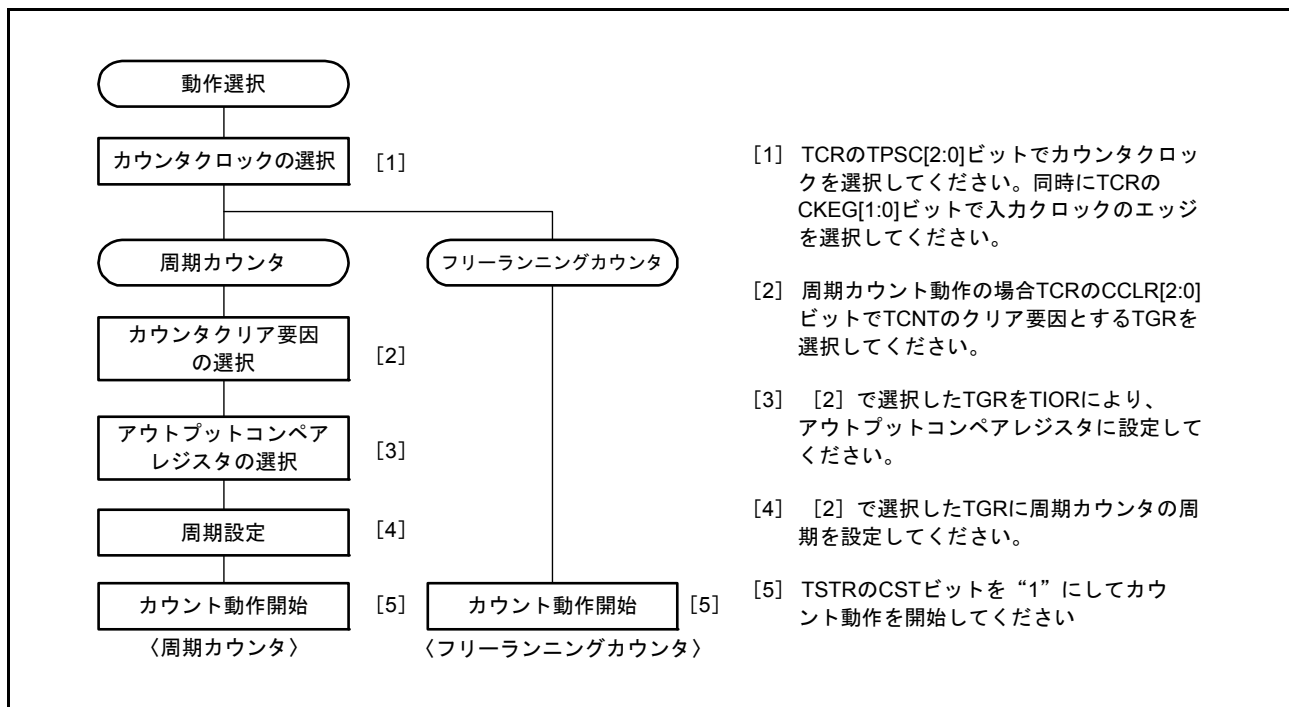 動作選択
カウンタクロックの選択 [1]
周期カウンタ
フリーランニングカウンタ
カウンタクリア要因
の選択 [2]
アウトプットコンペア
レジスタの選択 [3]
周期設定 [4]
カウント動作開始 [5]
カウント動作開始 [5]
〈周期カウンタ〉
〈フリーランニングカウンタ〉
[1] TCRのTPSC[2:0]ビットでカウンタクロッ
クを選択してください。同時にTCRの
CKEG[1:0]ビットで入力クロックのエッジ
を選択してください。
[2] 周期カウント動作の場合TCRのCCLR[2:0]
ビットでTCNTのクリア要因とするTGRを
選択してください。
[3] [2]で選択したTGRをTIORにより、
アウトプットコンペアレジスタに設定して
ください。
[4] [2]で選択したTGRに周期カウンタの周
期を設定してください。
[5] TSTRのCSTビットを“1”にしてカウ
ント動作を開始してください